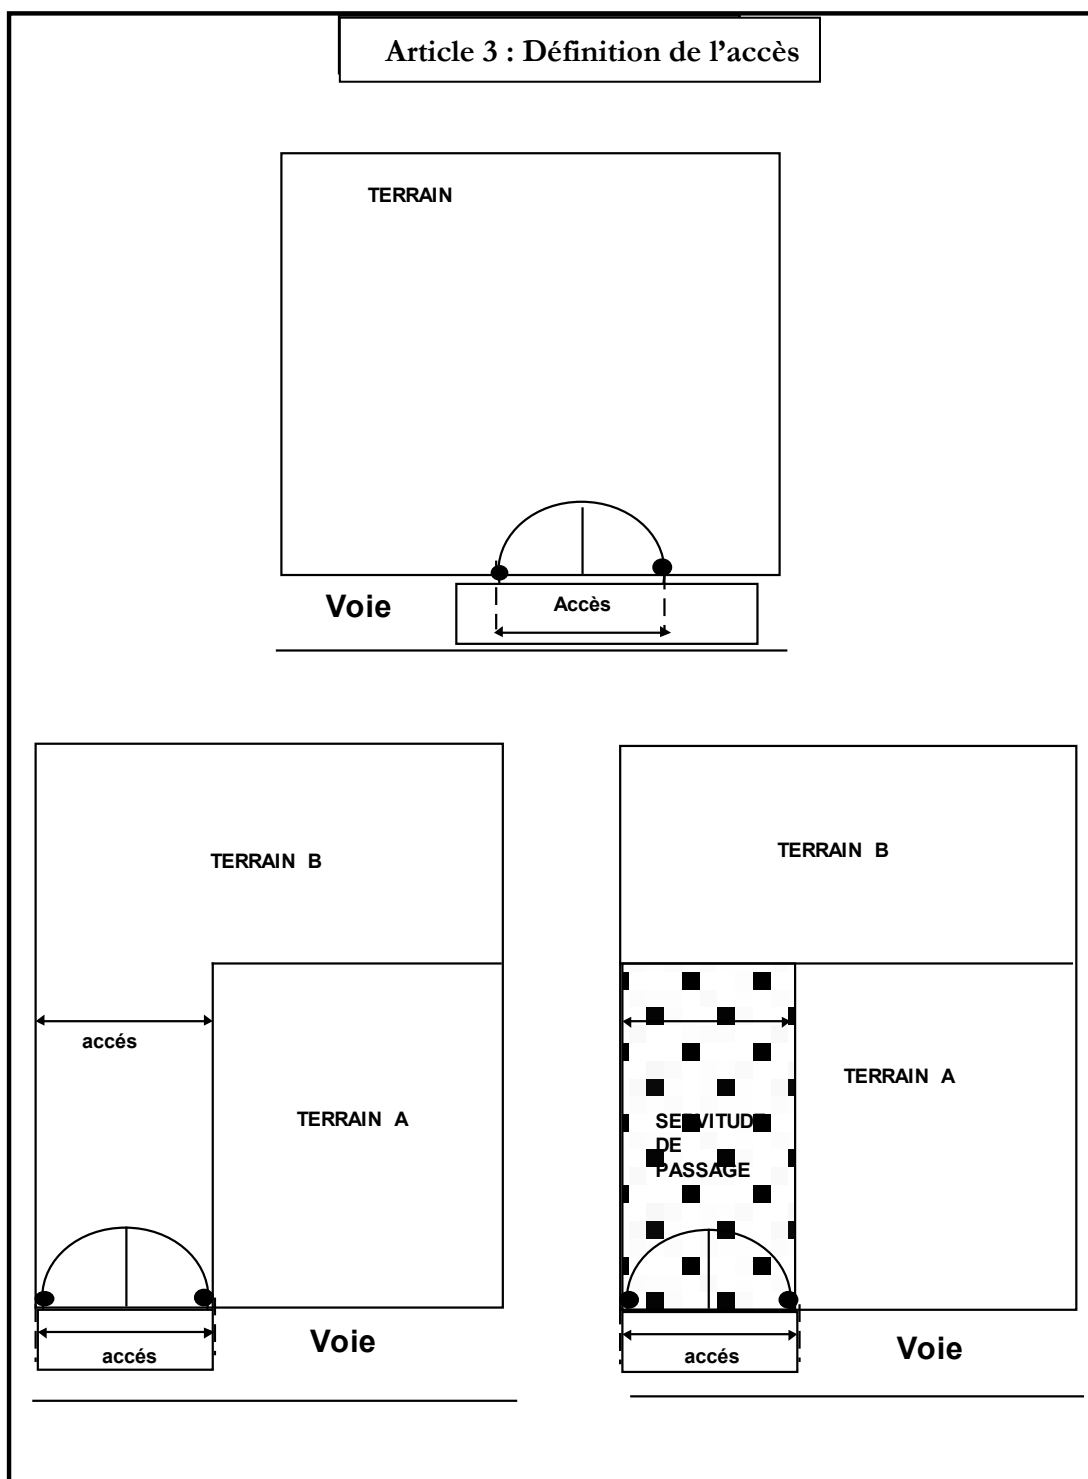 Article 3 : Définition de l’accès
TERRAIN
Voie
Accès
TERRAIN B
accés
TERRAIN A
accés
Voie
TERRAIN B
TERRAIN A
SERVITUDE
DE
PASSAGE
accés
Voie